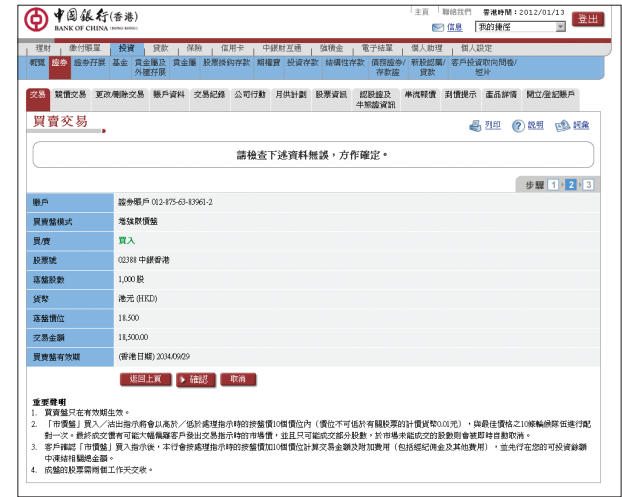 中國銀行(香港)
BANK OF CHINA (HONG KONG)
主頁 聯絡我們 香港時間:2012/01/13
信息 我的捷徑 登出
理財 繳付賬單 投資 貸款 保險 信用卡 中銀財互通 強積金 電子結單 個人助理 個人設定
概覽 證券 證券孖展 基金 貴金屬及外匯孖展 貴金屬 股票掛鈎存款 期權寶 投資存款 結構性存款 債務證券/存款證 新股認購/貸款 客戶投資取向問卷/短片
交易 競價交易 更改/刪除交易 賬戶資料 交易紀錄 公司行動 月供計劃 股票資訊 認股證及牛熊證資訊 串流報價 到價提示 產品詳情 開立/登記賬戶
買賣交易
列印 說明 詞彙
請檢查下述資料無誤,方作確定。
步驟 1 2 3
賬戶 證券賬戶 012-875-63-83961-2
買賣盤模式 增強限價盤
買/賣 買入
股票號 02388 中銀香港
落盤股數 1,000 股
貨幣 港元 (HKD)
落盤價位 18.500
交易金額 18,500.00
買賣盤有效期 (香港日期) 2034/09/29
返回上頁 確認 取消
重要聲明
1. 買賣盤只在有效期生效。
2. 「市價盤」買入/沽出指示將會以高於/低於處理指示時的按盤價10個價位內(價位不可低於有關股票的計價貨幣0.01元),與最佳價格之10條輪候隊伍進行配
對一次。最終成交價有可能大幅偏離客戶發出交易指示時的市場價,並且只可能成交部分股數,於市場未能成交的股數則會被即時自動取消。
3. 客戶確認「市價盤」買入指示後,本行會按處理指示時的按盤價加10個價位計算交易金額及附加費用(包括經紀佣金及其他費用),並先行在您的可投資餘額
中凍結相關總金額。
4. 成盤的股票需兩個工作天交收。